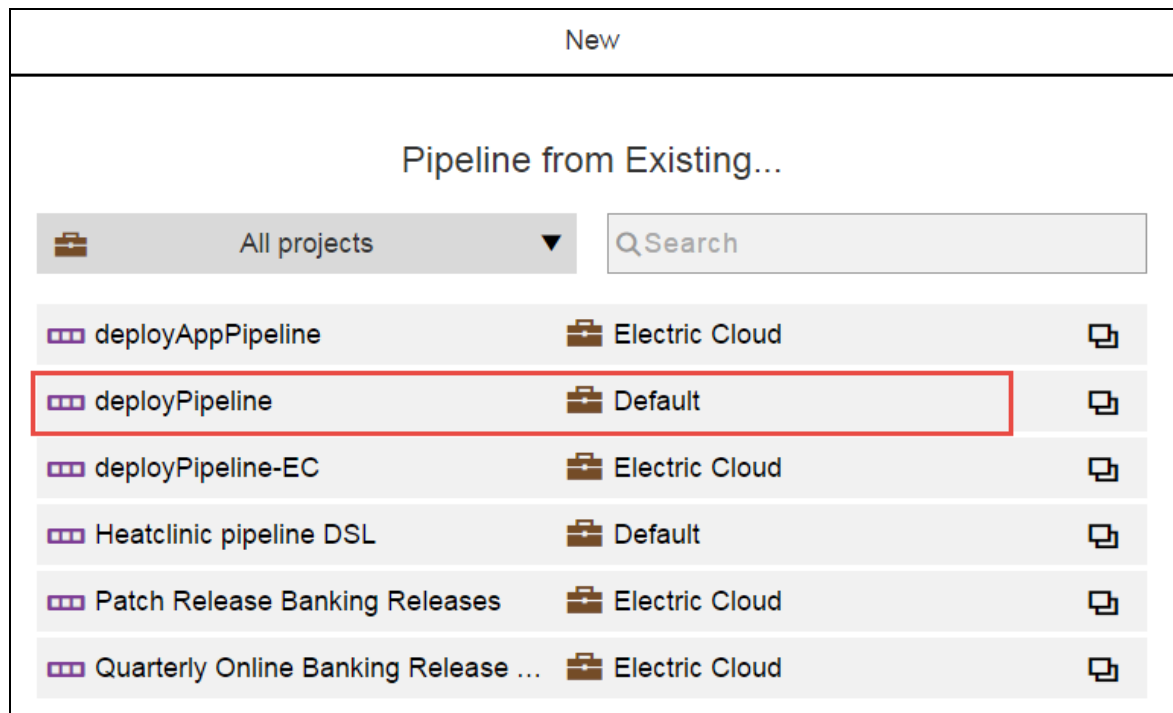 New
Pipeline from Existing...
All projects Search
deployAppPipeline Electric Cloud
deployPipeline Default
deployPipeline-EC Electric Cloud
Heatclinic pipeline DSL Default
Patch Release Banking Releases Electric Cloud
Quarterly Online Banking Release ... Electric Cloud